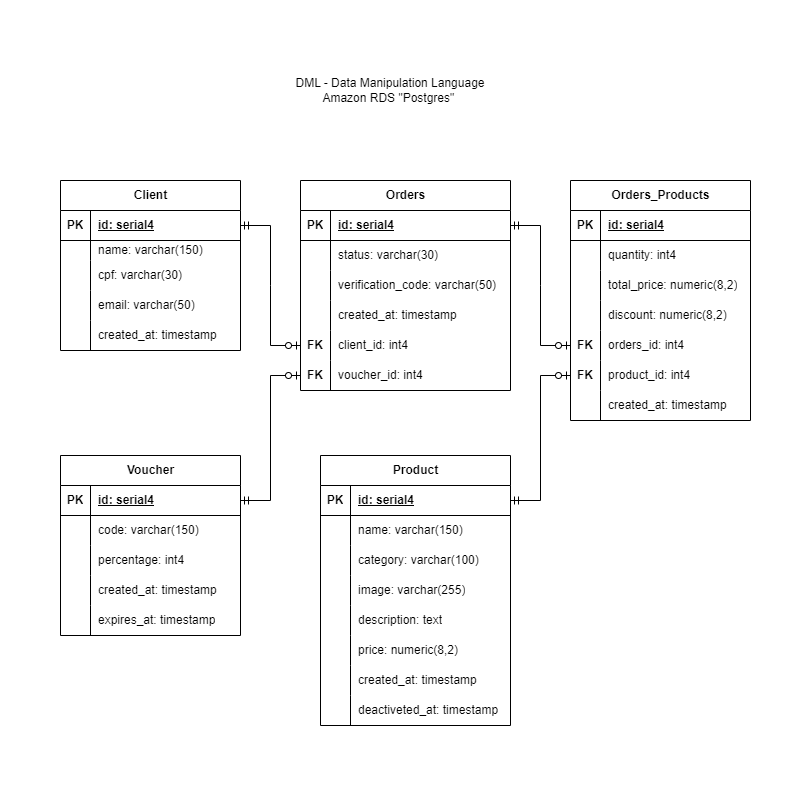 DML - Data Manipulation Language
Amazon RDS "Postgres"
Client
PK id: serial4
name: varchar(150)
cpf: varchar(30)
email: varchar(50)
created_at: timestamp
Orders
PK id: serial4
status: varchar(30)
verification_code: varchar(50)
created_at: timestamp
FK client_id: int4
FK voucher_id: int4
Orders_Products
PK id: serial4
quantity: int4
total_price: numeric(8,2)
discount: numeric(8,2)
FK orders_id: int4
FK product_id: int4
created_at: timestamp
Voucher
PK id: serial4
code: varchar(150)
percentage: int4
created_at: timestamp
expires_at: timestamp
Product
PK id: serial4
name: varchar(150)
category: varchar(100)
image: varchar(255)
description: text
price: numeric(8,2)
created_at: timestamp
deactiveted_at: timestamp